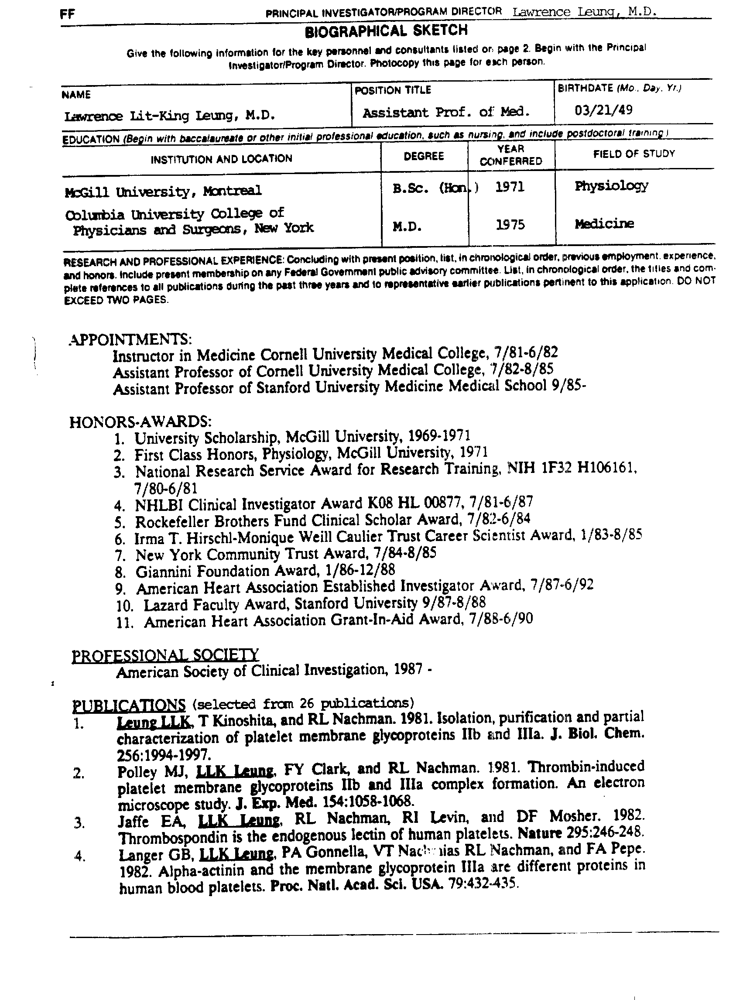 FF PRINCIPAL INVESTIGATOR/PROGRAM DIRECTOR Lawrence Leung, M.D.
BIOGRAPHICAL SKETCH
Give the following information for the key personnel and consultants listed on page 2. Begin with the Principal
Investigator/Program Director. Photocopy this page for each person.
NAME POSITION TITLE BIRTHDATE (Mo., Day, Yr.)
Lawrence Lit-King Leung, M.D. Assistant Prof. of Med. 03/21/49
EDUCATION (Begin with baccalaureate or other initial professional education, such as nursing, and include postdoctoral training.)
INSTITUTION AND LOCATION DEGREE YEAR CONFERRED FIELD OF STUDY
McGill University, Montreal B.Sc. (Hon.) 1971 Physiology
Columbia University College of
Physicians and Surgeons, New York M.D. 1975 Medicine
RESEARCH AND PROFESSIONAL EXPERIENCE: Concluding with present position, list, in chronological order, previous employment, experience,
and honors. Include present membership on any Federal Government public advisory committee. List, in chronological order, the titles and com-
plete references to all publications during the past three years and to representative earlier publications pertinent to this application. DO NOT
EXCEED TWO PAGES.
APPOINTMENTS:
Instructor in Medicine Cornell University Medical College, 7/81-6/82
Assistant Professor of Cornell University Medical College, 7/82-8/85
Assistant Professor of Stanford University Medicine Medical School 9/85-
HONORS-AWARDS:
1. University Scholarship, McGill University, 1969-1971
2. First Class Honors, Physiology, McGill University, 1971
3. National Research Service Award for Research Training, NIH 1F32 H106161,
7/80-6/81
4. NHLBI Clinical Investigator Award K08 HL 00877, 7/81-6/87
5. Rockefeller Brothers Fund Clinical Scholar Award, 7/82-6/84
6. Irma T. Hirschl-Monique Weill Caulier Trust Career Scientist Award, 1/83-8/85
7. New York Community Trust Award, 7/84-8/85
8. Giannini Foundation Award, 1/86-12/88
9. American Heart Association Established Investigator Award, 7/87-6/92
10. Lazard Faculty Award, Stanford University 9/87-8/88
11. American Heart Association Grant-In-Aid Award, 7/88-6/90
PROFESSIONAL SOCIETY
American Society of Clinical Investigation, 1987 -
PUBLICATIONS (selected from 26 publications)
1. Leung LLK, T Kinoshita, and RL Nachman. 1981. Isolation, purification and partial
characterization of platelet membrane glycoproteins IIb and IIIa. J. Biol. Chem.
256:1994-1997.
2. Polley MJ, LLK Leung, FY Clark, and RL Nachman. 1981. Thrombin-induced
platelet membrane glycoproteins IIb and IIIa complex formation. An electron
microscope study. J. Exp. Med. 154:1058-1068.
3. Jaffe EA, LLK Leung, RL Nachman, RI Levin, and DF Mosher. 1982.
Thrombospondin is the endogenous lectin of human platelets. Nature 295:246-248.
4. Langer GB, LLK Leung, PA Gonnella, VT RL Nachman, and FA Pepe.
1982. Alpha-actinin and the membrane glycoprotein IIIa are different proteins in
human blood platelets. Proc. Natl. Acad. Sci. USA. 79:432-435.